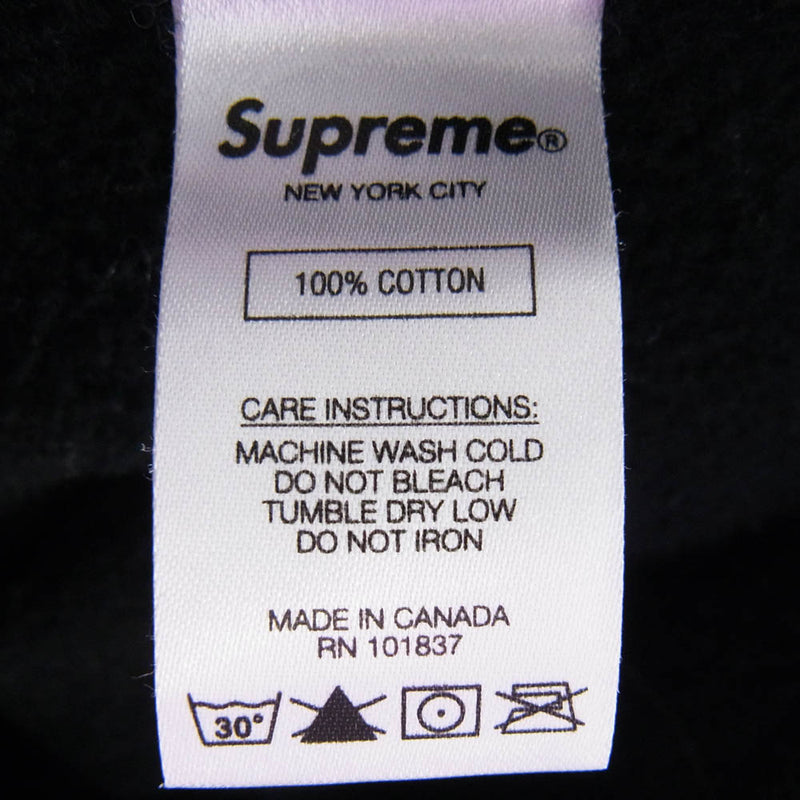 Supreme®
NEW YORK CITY
100% COTTON
CARE INSTRUCTIONS:
MACHINE WASH COLD
DO NOT BLEACH
TUMBLE DRY LOW
DO NOT IRON
MADE IN CANADA
RN 101837
30°